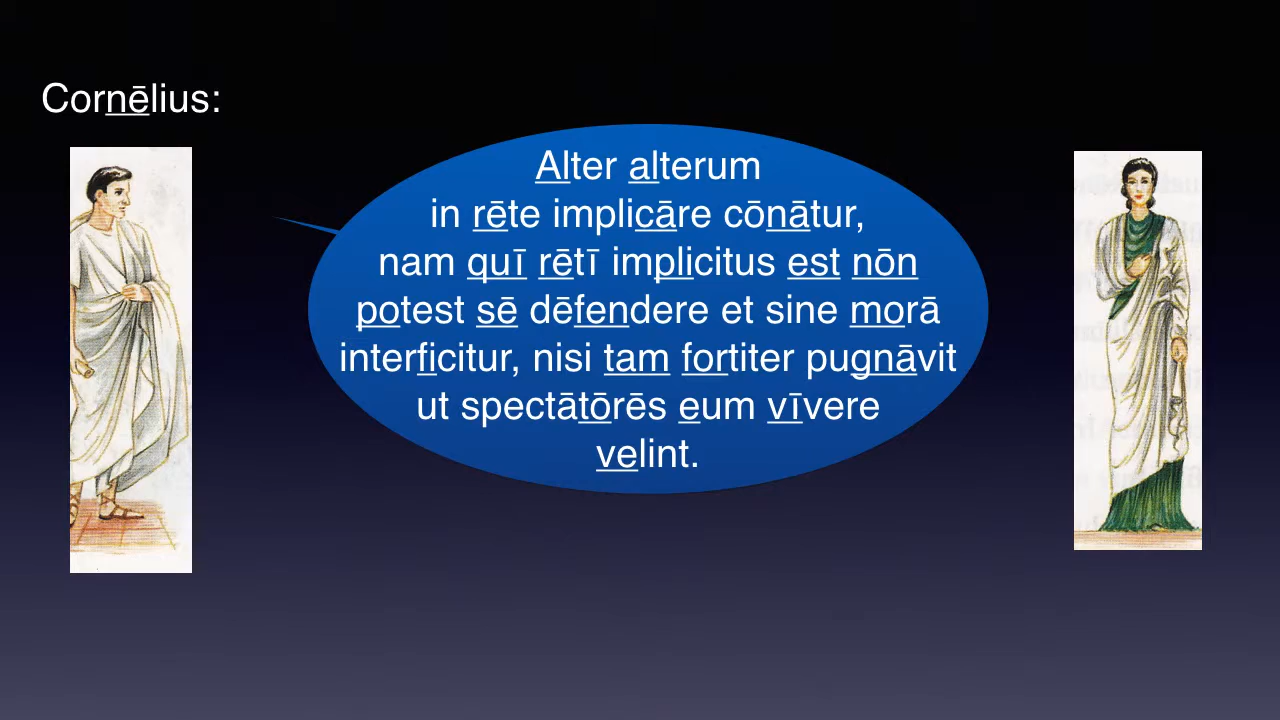 Cornēlius:
Alter alterum
in rēte implicāre cōnātur,
nam quī rētī implicitus est nōn
potest sē dēfendere et sine morā
interficitur, nisi tam fortiter pugnāvit
ut spectātōrēs eum vīvere
velint.